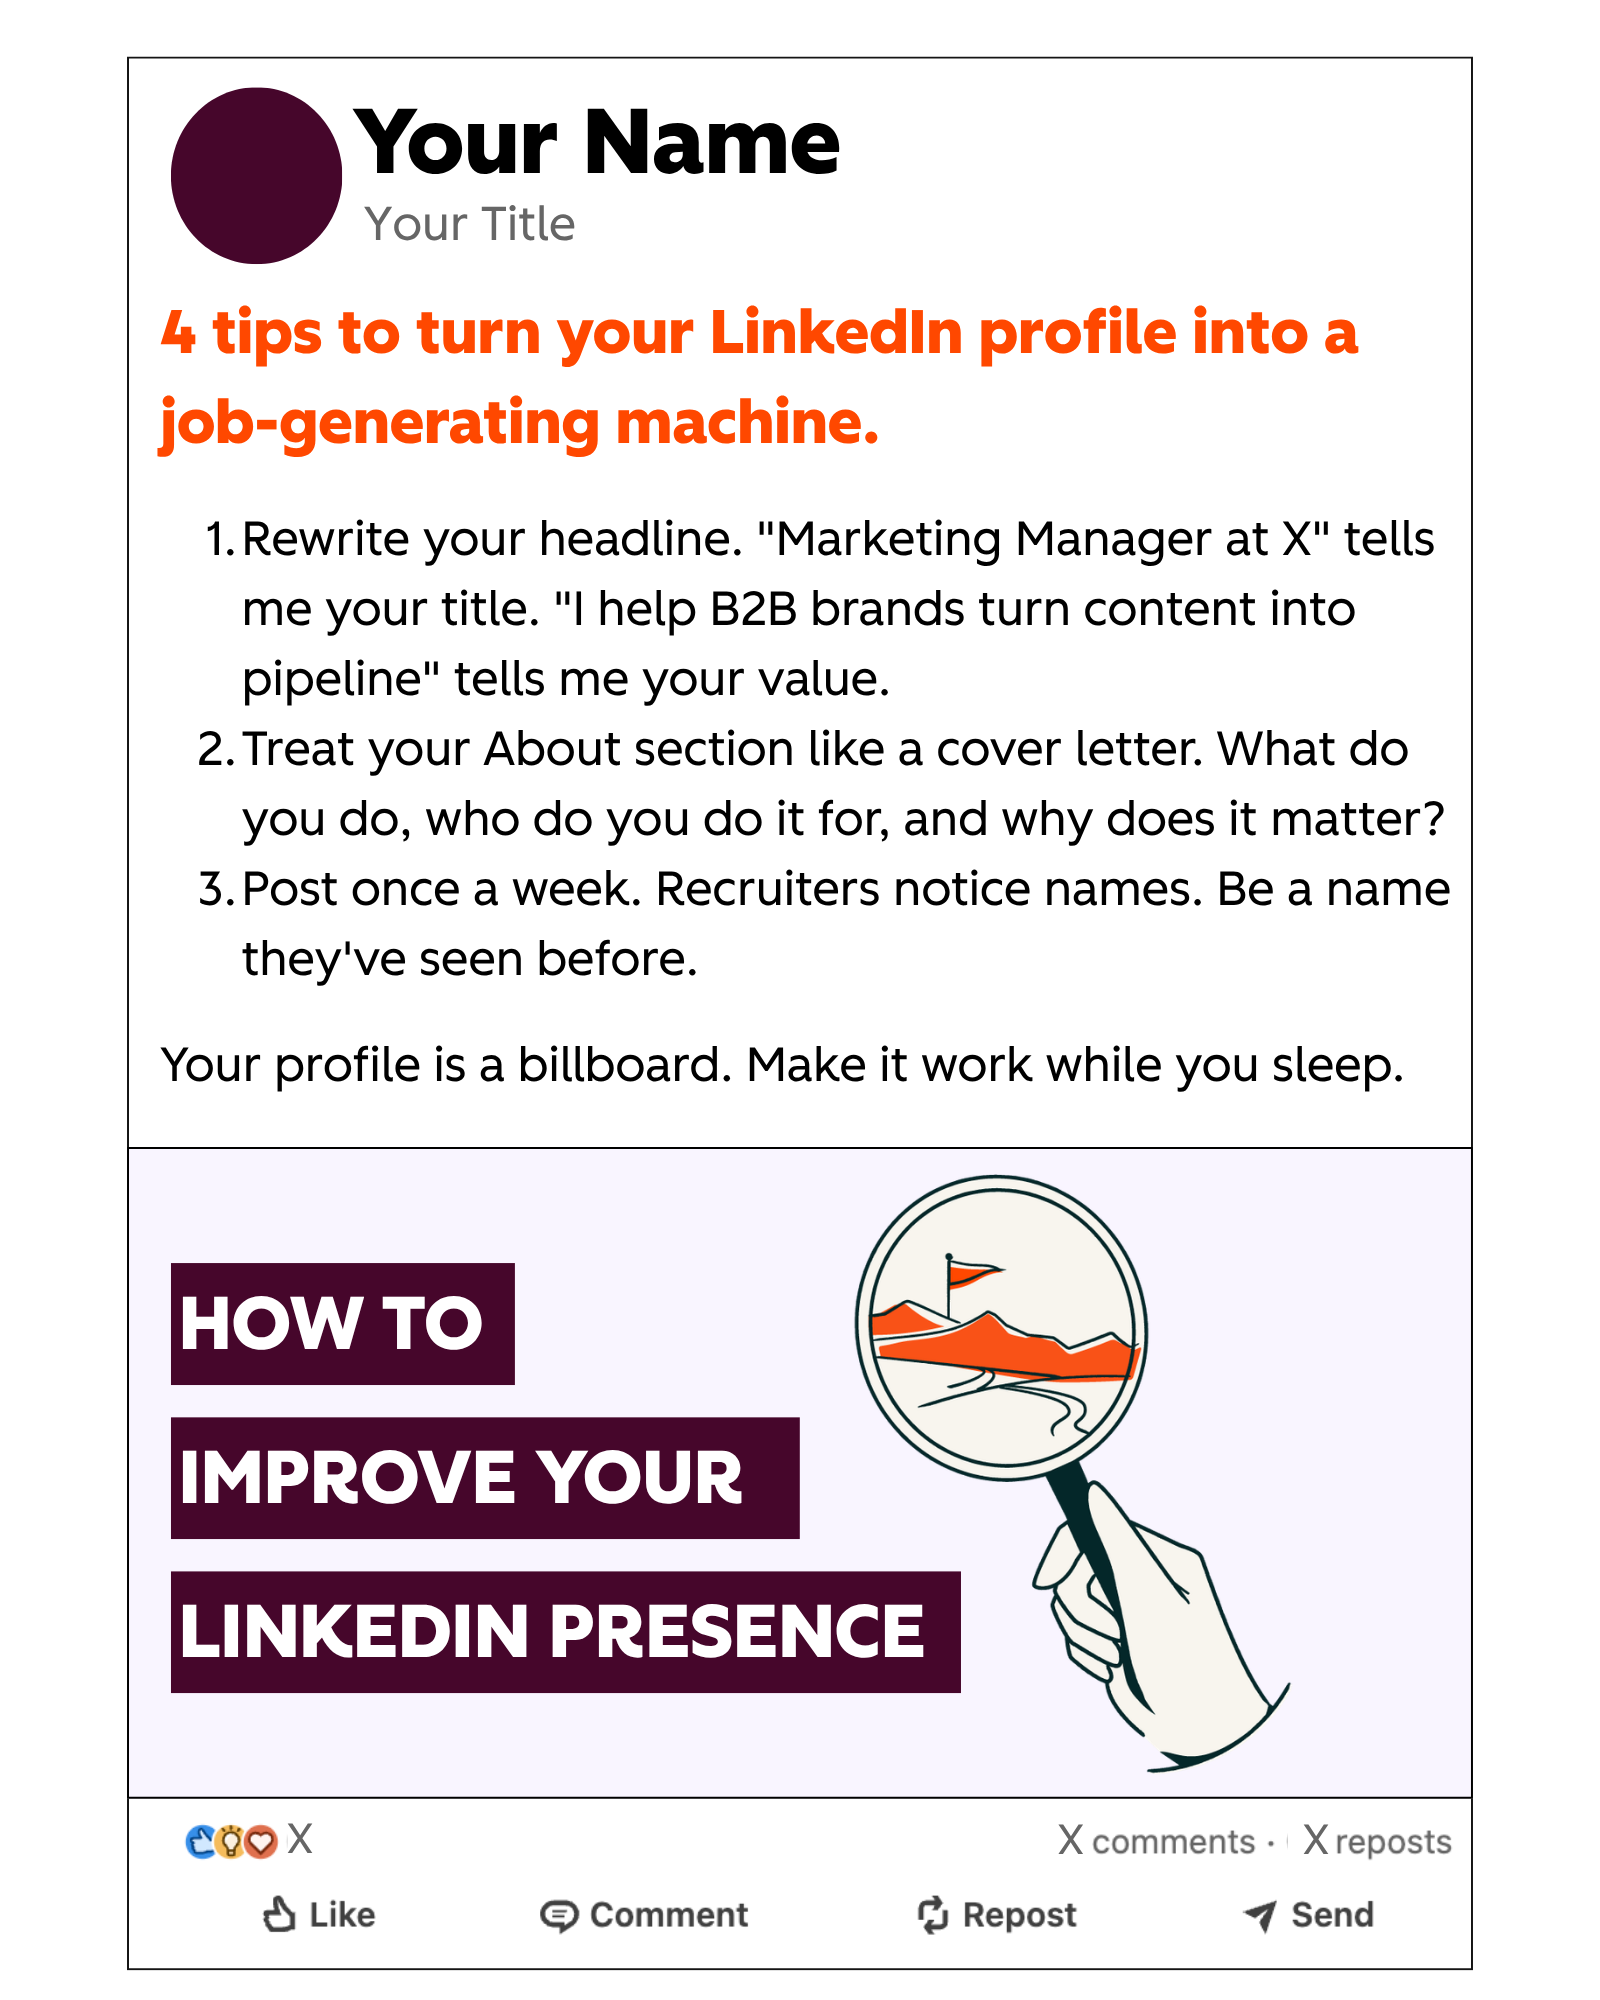 Your Name
Your Title
4 tips to turn your LinkedIn profile into a
job-generating machine.
1. Rewrite your headline. "Marketing Manager at X" tells
me your title. "I help B2B brands turn content into
pipeline" tells me your value.
2. Treat your About section like a cover letter. What do
you do, who do you do it for, and why does it matter?
3. Post once a week. Recruiters notice names. Be a name
they've seen before.
Your profile is a billboard. Make it work while you sleep.
HOW TO
IMPROVE YOUR
LINKEDIN PRESENCE
X
X comments · X reposts
Like Comment Repost Send